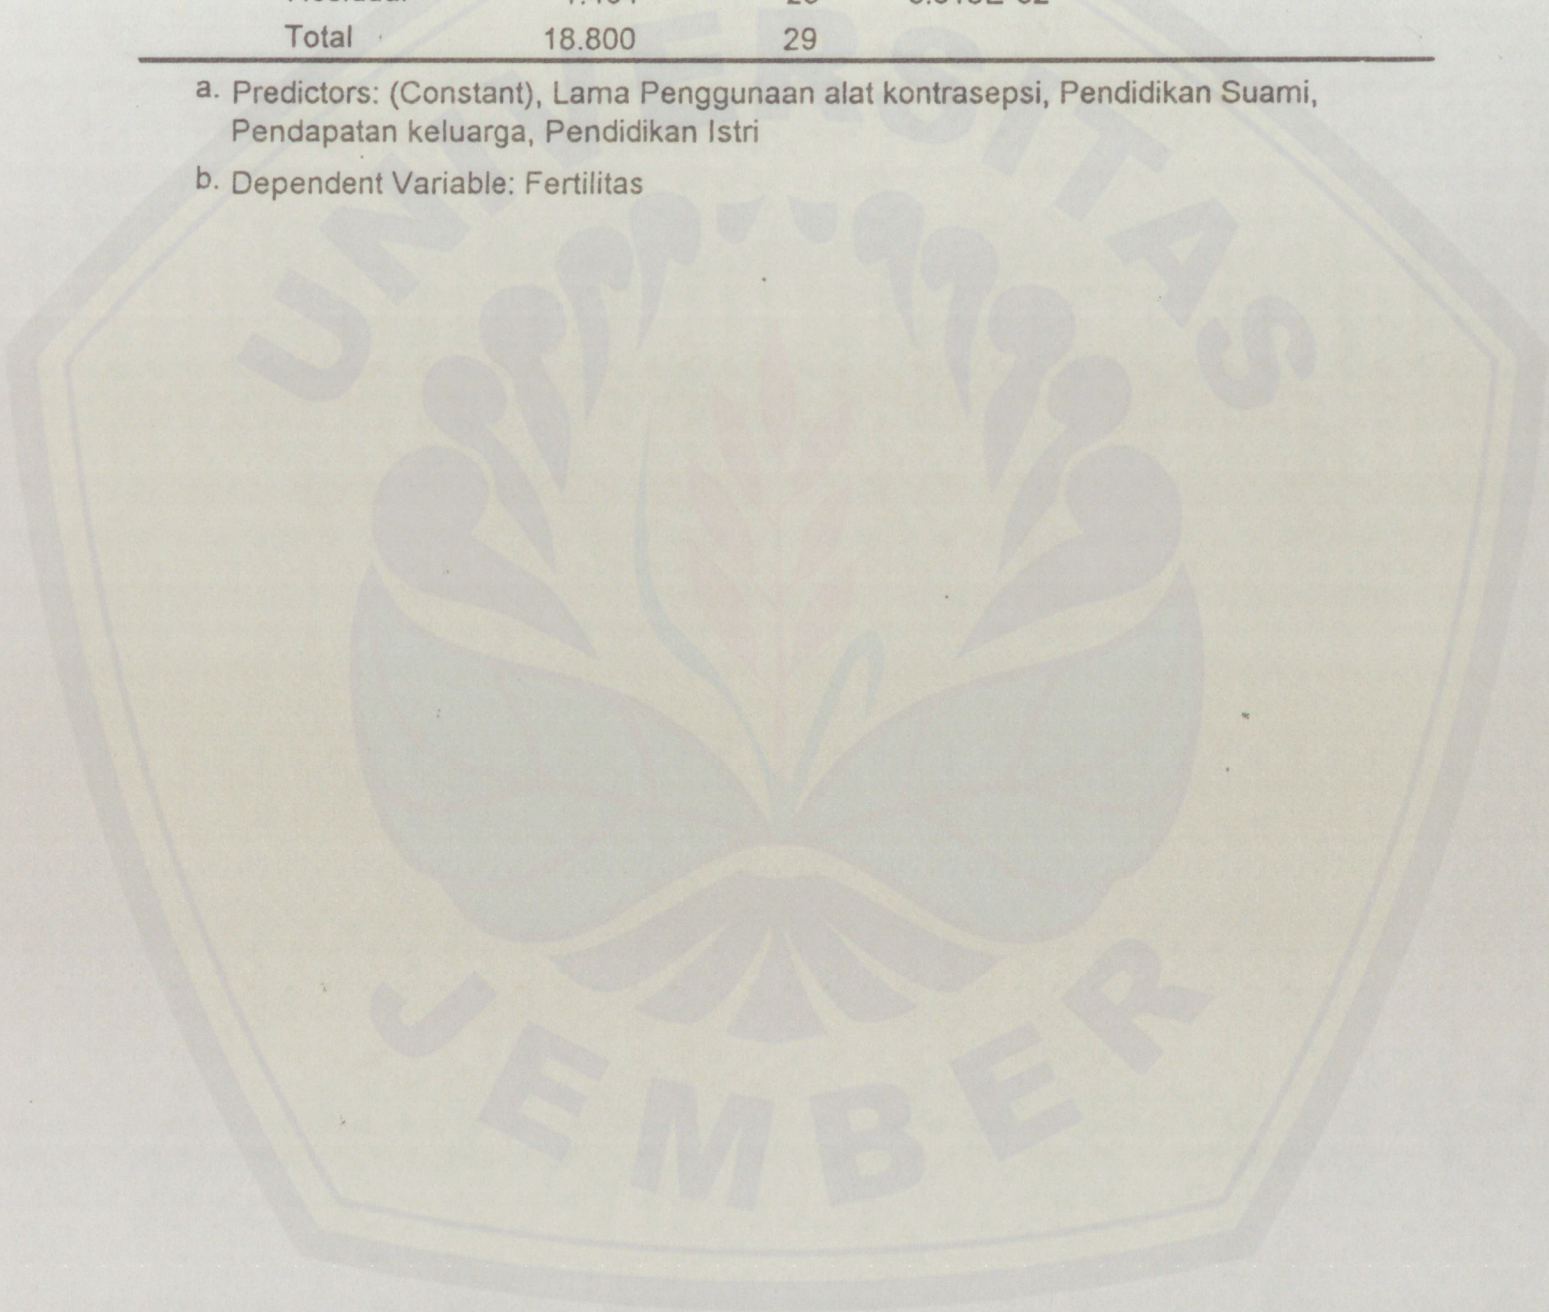 Total 18.800 29
a. Predictors: (Constant), Lama Penggunaan alat kontrasepsi, Pendidikan Suami,
Pendapatan keluarga, Pendidikan Istri
b. Dependent Variable: Fertilitas
UNIVERSITAS
JEMBER